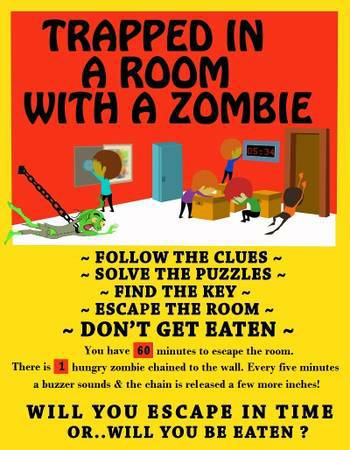 TRAPPED IN
A ROOM
WITH A ZOMBIE
05:34
~ FOLLOW THE CLUES ~
~ SOLVE THE PUZZLES ~
~ FIND THE KEY ~
~ ESCAPE THE ROOM ~
~ DON'T GET EATEN ~
You have 60 minutes to escape the room.
There is 1 hungry zombie chained to the wall. Every five minutes
a buzzer sounds & the chain is released a few more inches!
WILL YOU ESCAPE IN TIME
OR..WILL YOU BE EATEN ?